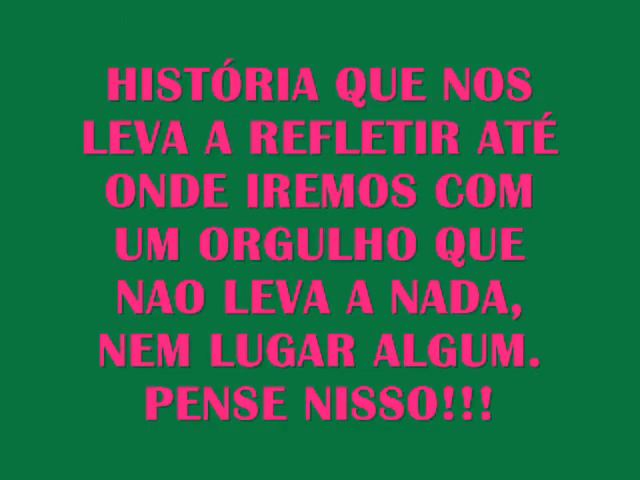 HISTÓRIA QUE NOS
LEVA A REFLETIR ATÉ
ONDE IREMOS COM
UM ORGULHO QUE
NAO LEVA A NADA,
NEM LUGAR ALGUM.
PENSE NISSO!!!